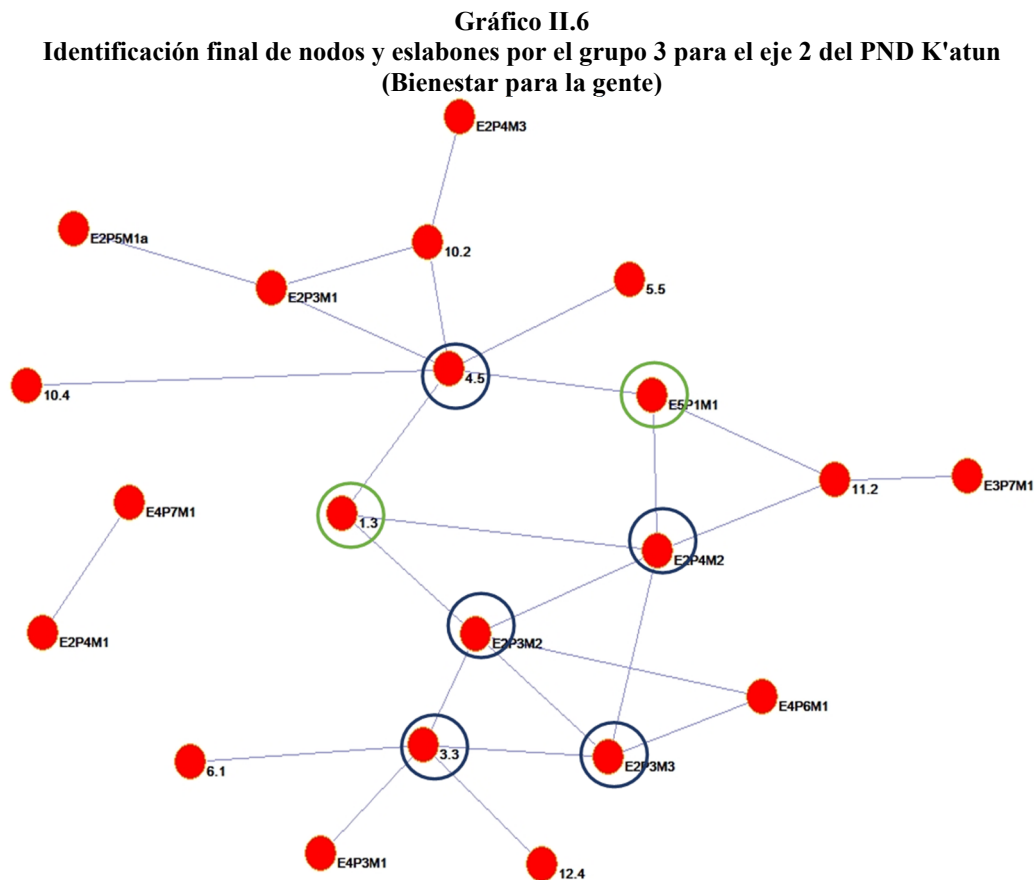 Gráfico II.6
Identificación final de nodos y eslabones por el grupo 3 para el eje 2 del PND K'atun
(Bienestar para la gente)
E2P4M3
E2P5M1a
10.2
5.5
E2P3M1
4.5
10.4
E5P1M1
E3P7M1
11.2
E4P7M1
1.3
E2P4M2
E2P4M1
E2P3M2
E4P6M1
3.3
E2P3M3
6.1
E4P3M1
12.4